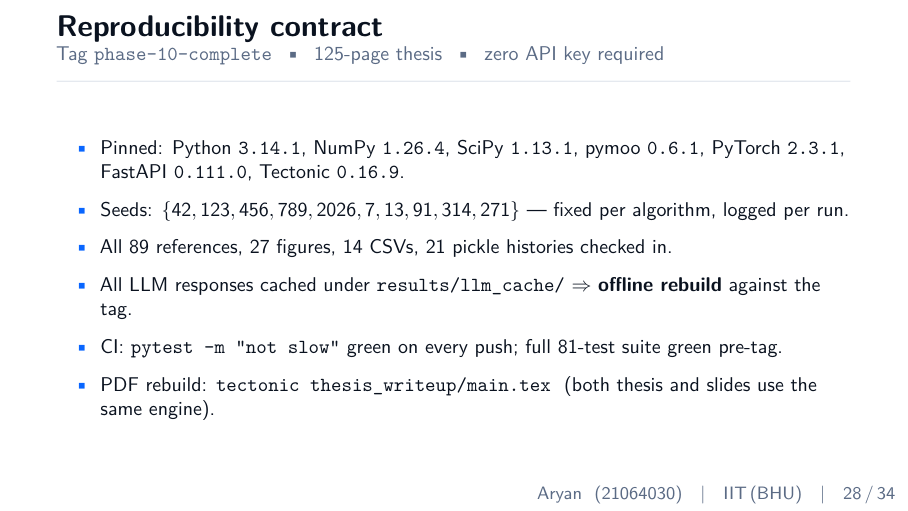 Reproducibility contract
Tag phase-10-complete ▪ 125-page thesis ▪ zero API key required
▪ Pinned: Python 3.14.1, NumPy 1.26.4, SciPy 1.13.1, pymoo 0.6.1, PyTorch 2.3.1,
FastAPI 0.111.0, Tectonic 0.16.9.
▪ Seeds: {42, 123, 456, 789, 2026, 7, 13, 91, 314, 271} — fixed per algorithm, logged per run.
▪ All 89 references, 27 figures, 14 CSVs, 21 pickle histories checked in.
▪ All LLM responses cached under results/llm_cache/ ⇒ offline rebuild against the
tag.
▪ CI: pytest -m "not slow" green on every push; full 81-test suite green pre-tag.
▪ PDF rebuild: tectonic thesis_writeup/main.tex (both thesis and slides use the
same engine).
Aryan (21064030) | IIT (BHU) | 28 / 34